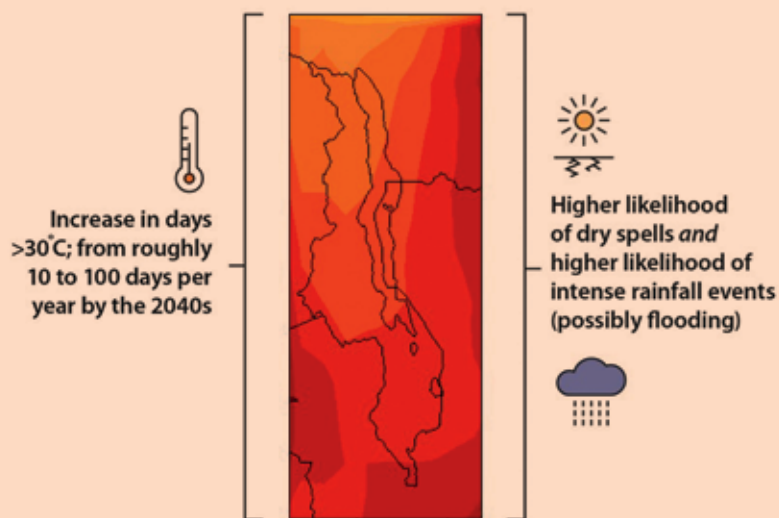 Increase in days
>30°C; from roughly
10 to 100 days per
year by the 2040s
Higher likelihood
of dry spells and
higher likelihood of
intense rainfall events
(possibly flooding)